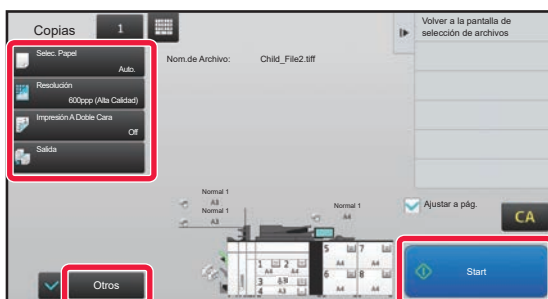 Copias
1
Volver a la pantalla de
selección de archivos
Selec. Papel
Auto.
Nom.de Archivo: Child_File2.tiff
Resolución
600ppp (Alta Calidad)
Impresión A Doble Cara
Off
Salida
Normal 1
A3
Normal 1
A3
Normal 1
A4
Ajustar a pág.
CA
1 2
A4 A4
3
4 A3
5 7
A4 A4
6 8
A4 A4
Otros
Start